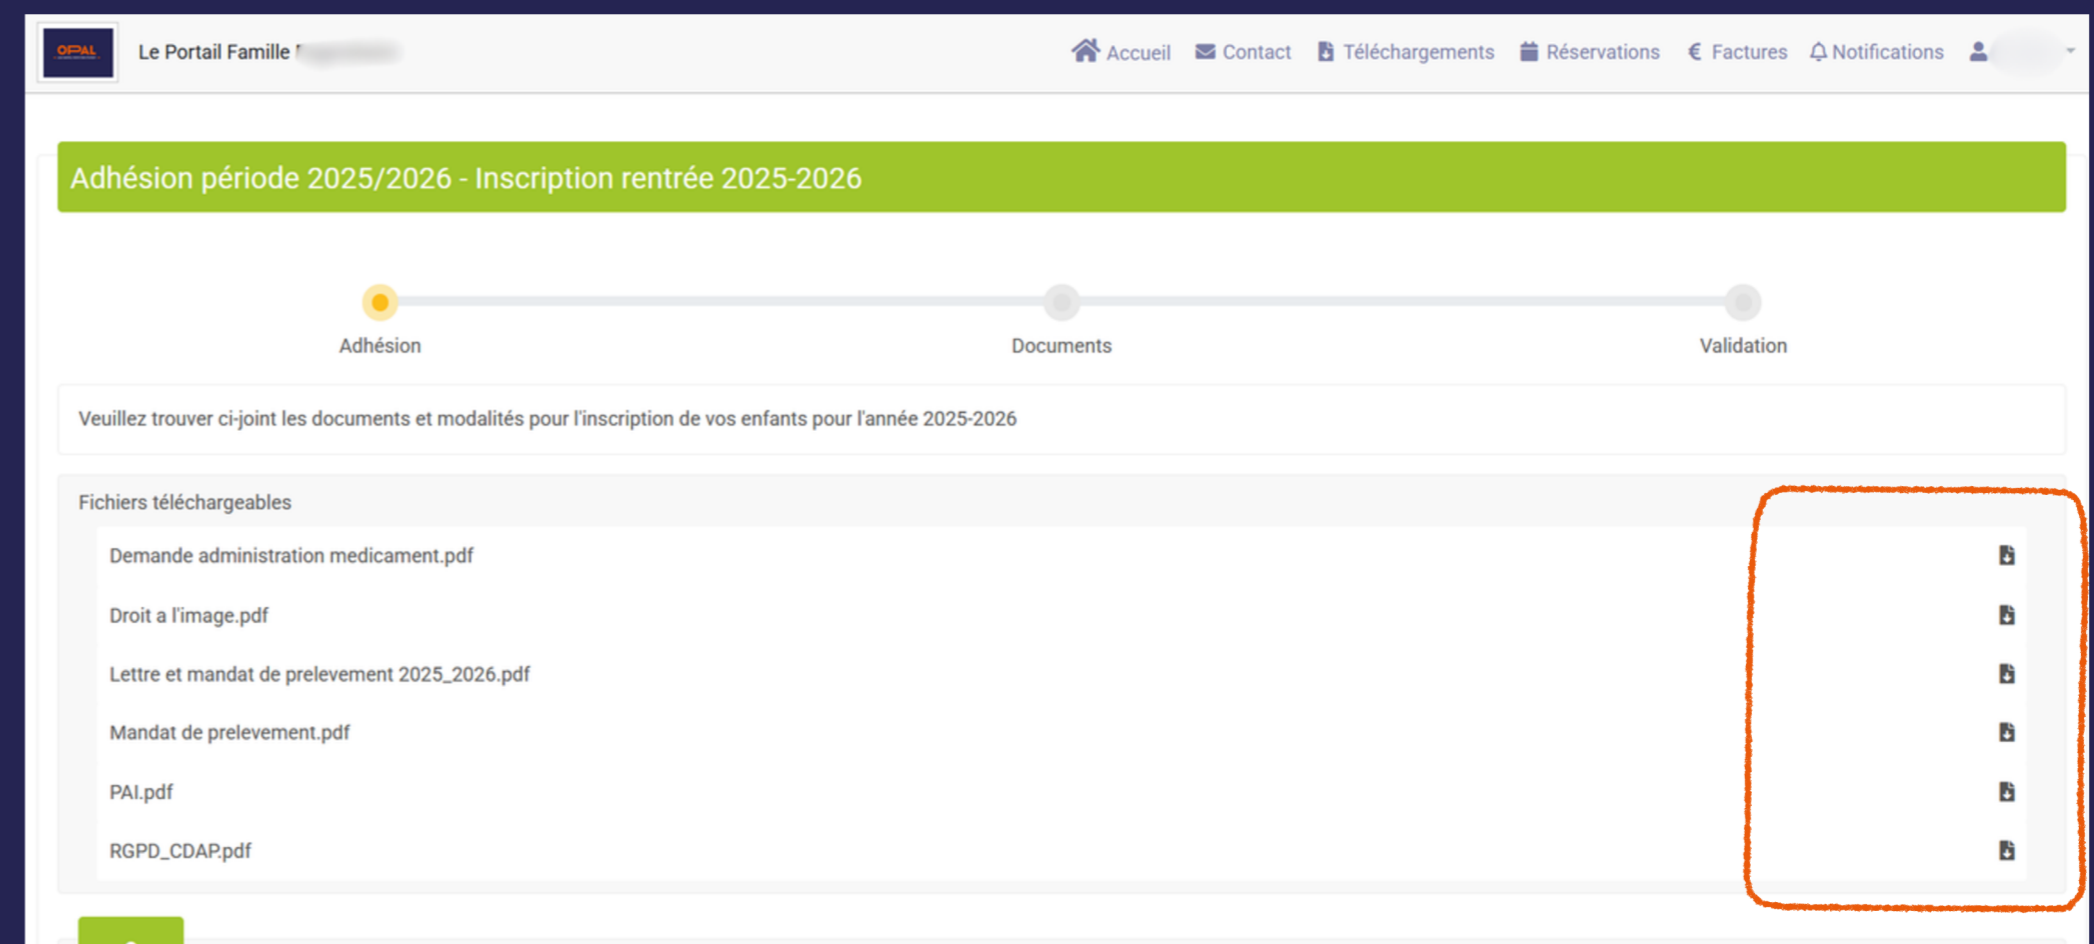 OPAL
Le Portail Famille
Accueil
Contact
Téléchargements
Réservations
€ Factures
Notifications
Adhésion période 2025/2026 - Inscription rentrée 2025-2026
Adhésion
Documents
Validation
Veuillez trouver ci-joint les documents et modalités pour l'inscription de vos enfants pour l'année 2025-2026
Fichiers téléchargeables
Demande administration medicament.pdf
Droit a l'image.pdf
Lettre et mandat de prelevement 2025_2026.pdf
Mandat de prelevement.pdf
PAI.pdf
RGPD_CDAP.pdf